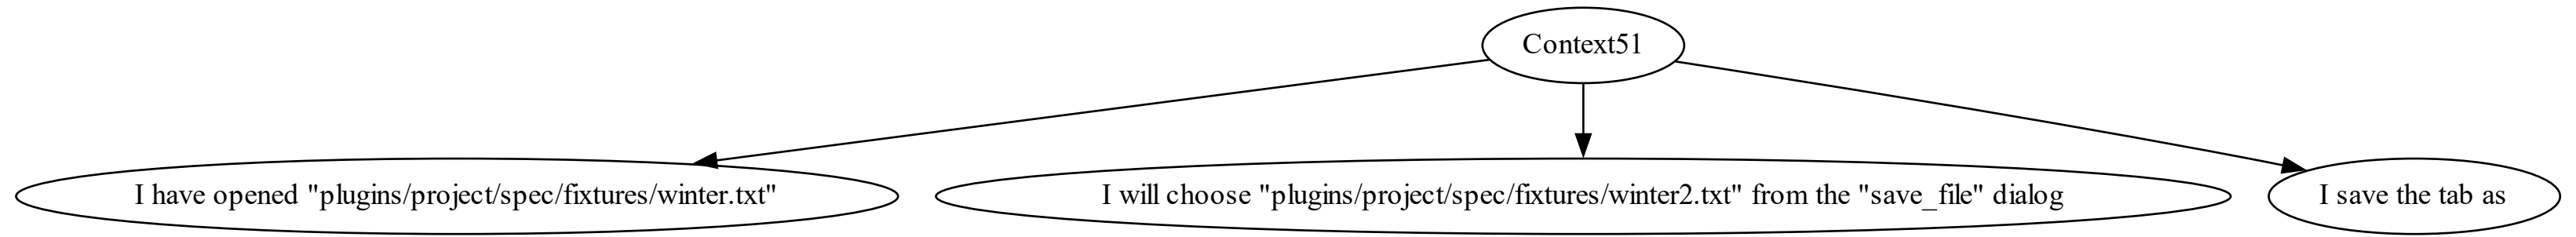 Context51
I have opened "plugins/project/spec/fixtures/winter.txt"
I will choose "plugins/project/spec/fixtures/winter2.txt" from the "save_file" dialog
I save the tab as